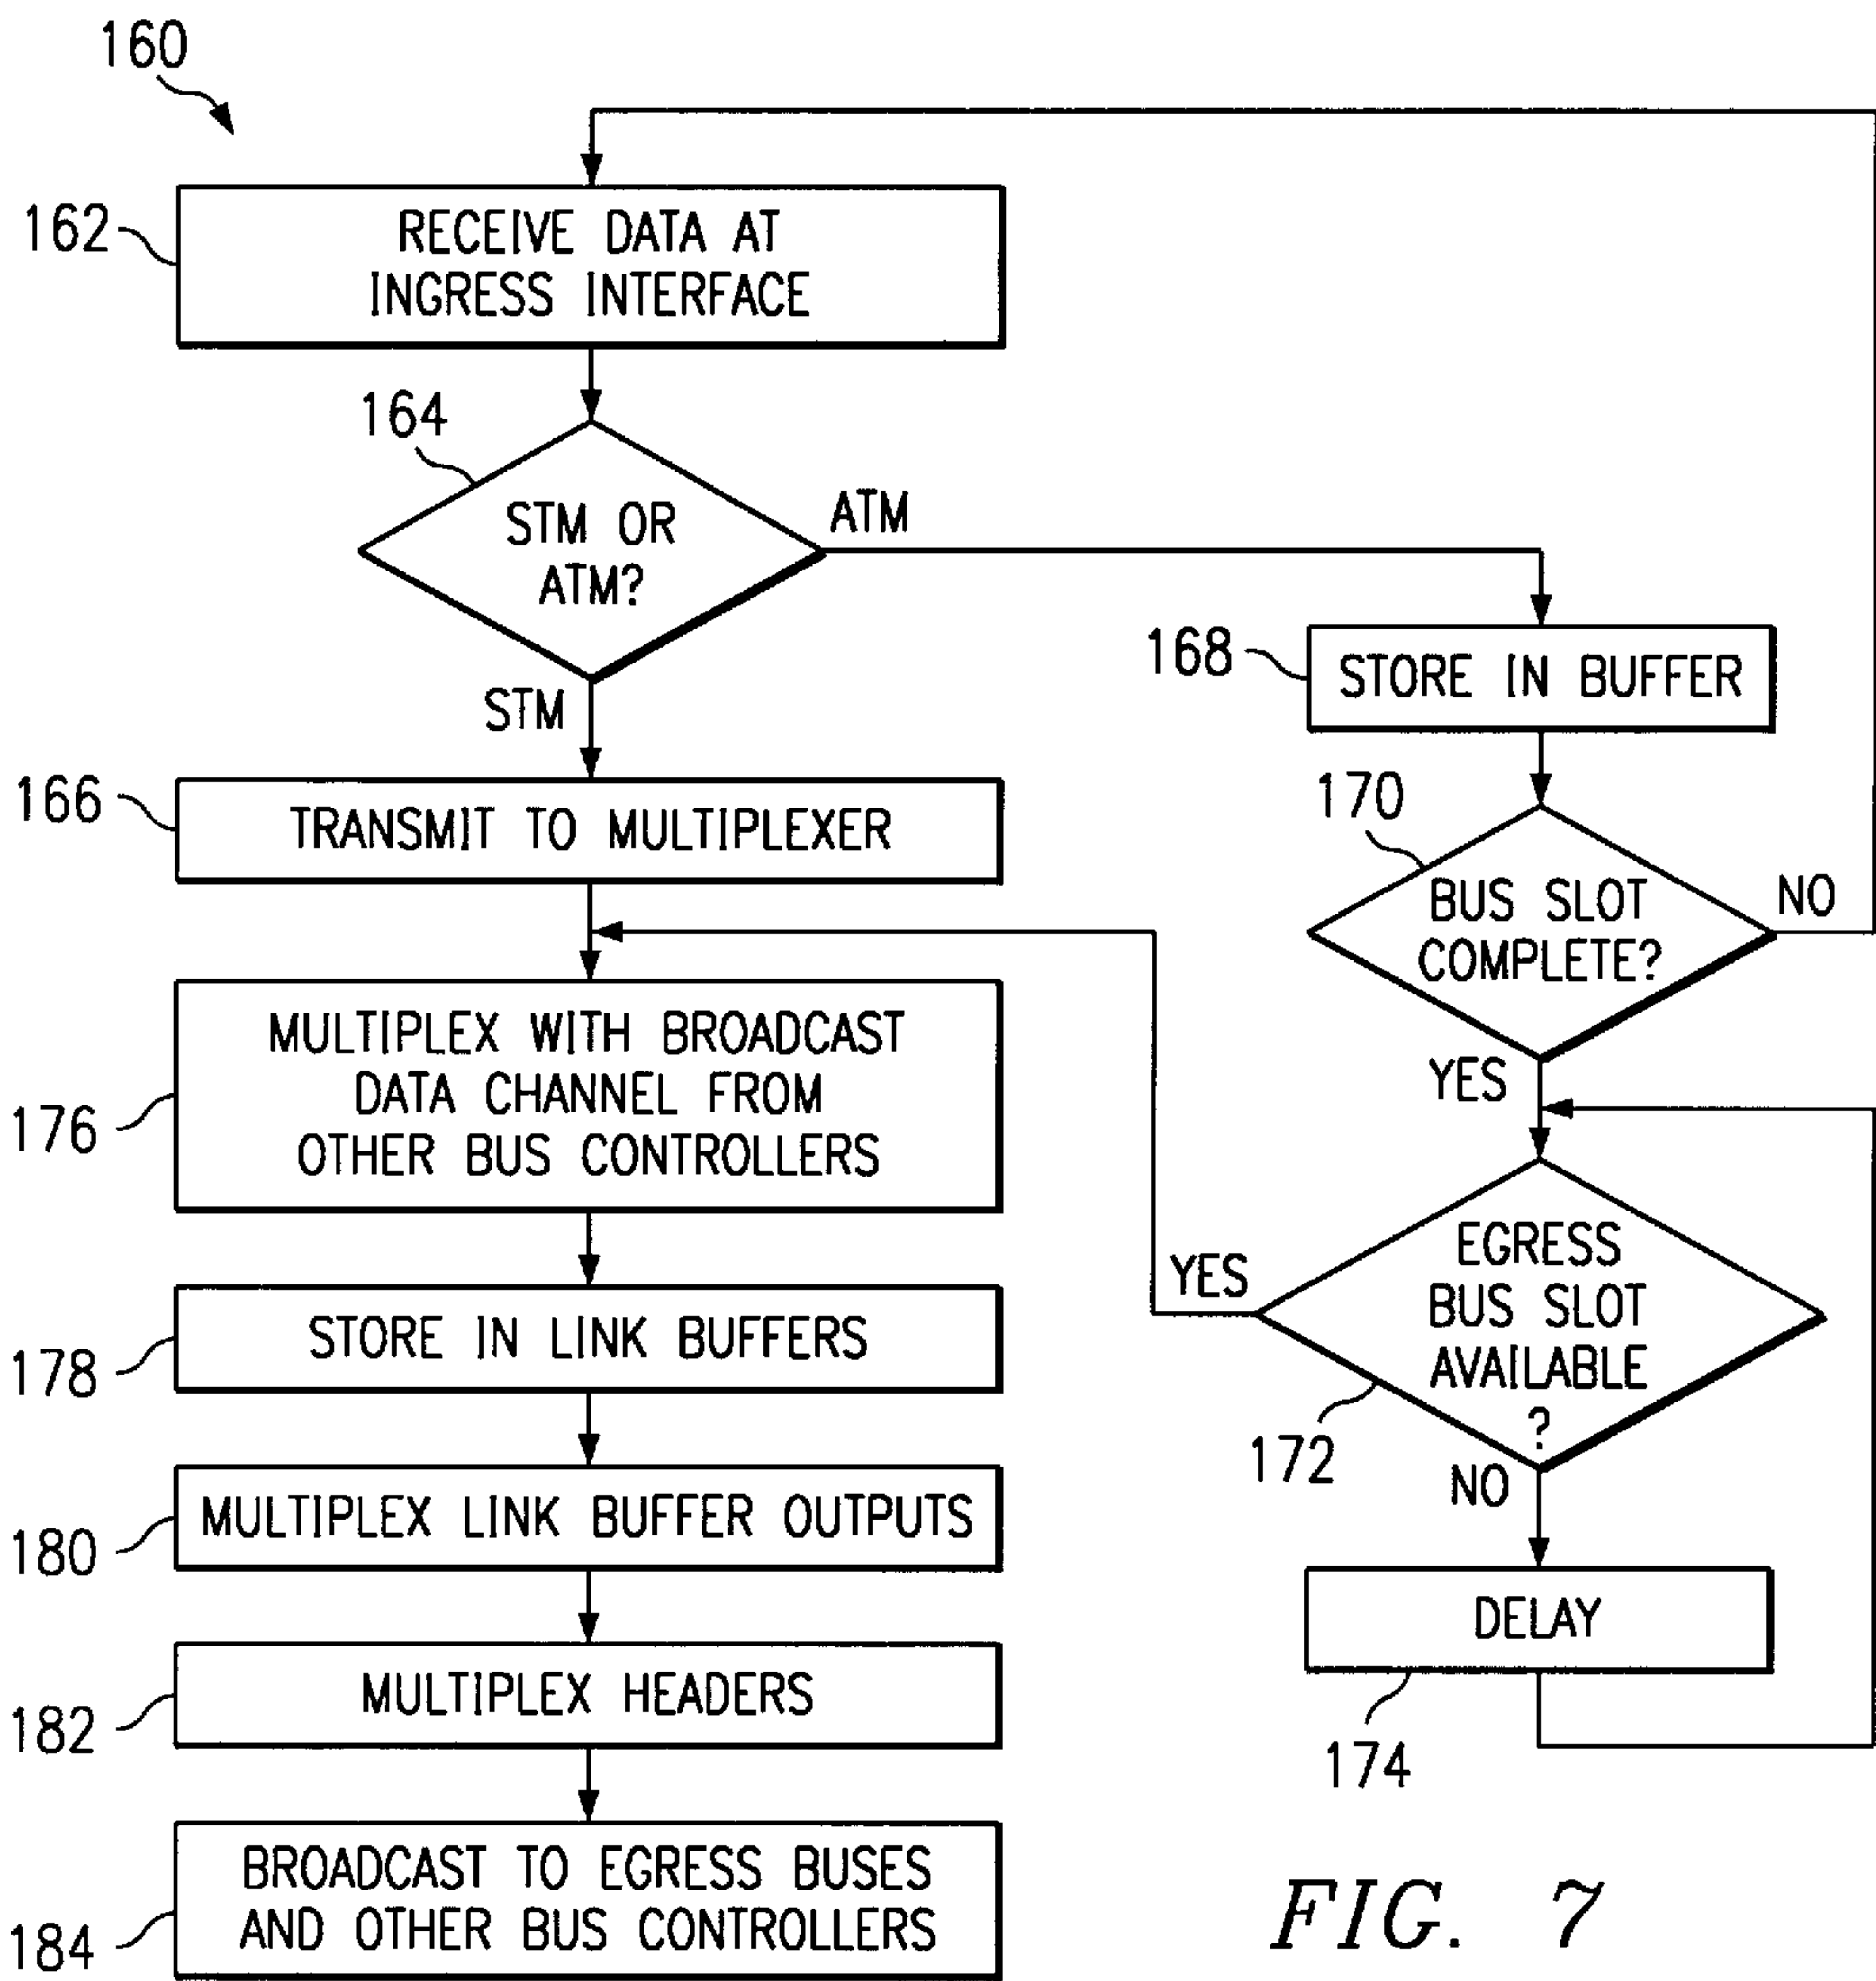 160
162
RECEIVE DATA AT
INGRESS INTERFACE
164
STM OR
ATM?
ATM
STM
168
STORE IN BUFFER
166
TRANSMIT TO MULTIPLEXER
170
BUS SLOT
COMPLETE?
NO
YES
176
MULTIPLEX WITH BROADCAST
DATA CHANNEL FROM
OTHER BUS CONTROLLERS
172
EGRESS
BUS SLOT
AVAILABLE
?
YES
NO
178
STORE IN LINK BUFFERS
180
MULTIPLEX LINK BUFFER OUTPUTS
174
DELAY
182
MULTIPLEX HEADERS
184
BROADCAST TO EGRESS BUSES
AND OTHER BUS CONTROLLERS
FIG. 7